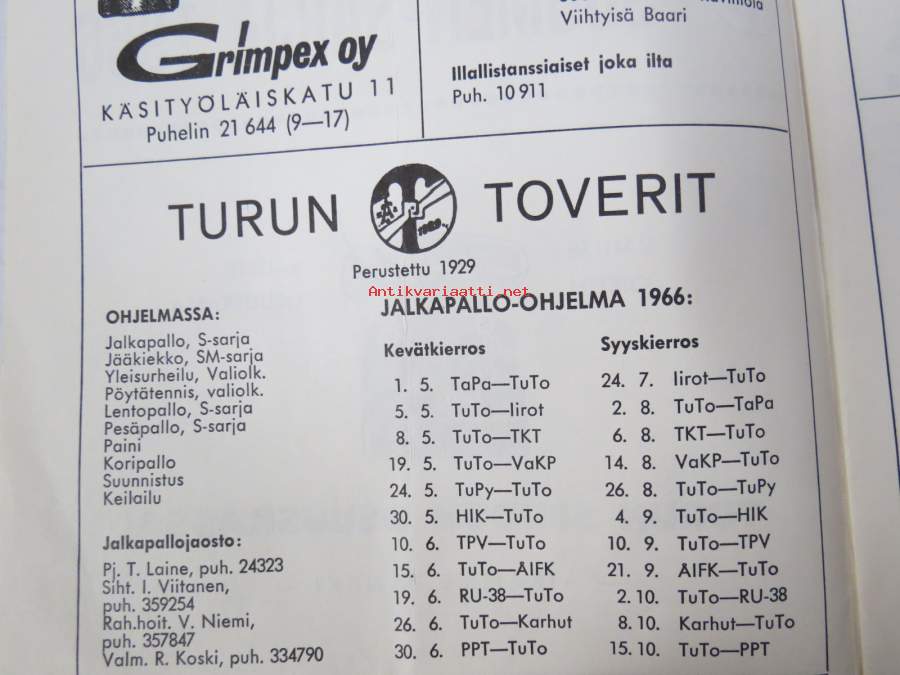 Viihtyisä Baari
Grimpex oy
KÄSITYÖLÄISKATU 11
Puhelin 21 644 (9—17)
Illallistanssiaiset joka ilta
Puh. 10 911
TURUN TOVERIT
1929
Perustettu 1929
Antikvariaatti.net
OHJELMASSA:
Jalkapallo, S-sarja
Jääkiekko, SM-sarja
Yleisurheilu, Valiolk.
Pöytätennis, valiolk.
Lentopallo, S-sarja
Pesäpallo, S-sarja
Paini
Koripallo
Suunnistus
Keilailu
Jalkapallojaosto:
Pj. T. Laine, puh. 24323
Siht. I. Viitanen,
puh. 359254
Rah.hoit. V. Niemi,
puh. 357847
Valm. R. Koski, puh. 334790
JALKAPALLO-OHJELMA 1966:
Kevätkierros
1. 5. TaPa—TuTo
5. 5. TuTo—Iirot
8. 5. TuTo—TKT
19. 5. TuTo—VaKP
24. 5. TuPy—TuTo
30. 5. HIK—TuTo
10. 6. TPV—TuTo
15. 6. TuTo—ÅIFK
19. 6. RU-38—TuTo
26. 6. TuTo—Karhut
30. 6. PPT—TuTo
Syyskierros
24. 7. Iirot—TuTo
2. 8. TuTo—TaPa
6. 8. TKT—TuTo
14. 8. VaKP—TuTo
26. 8. TuTo—TuPy
4. 9. TuTo—HIK
10. 9. TuTo—TPV
21. 9. ÅIFK—TuTo
2. 10. TuTo—RU-38
8. 10. Karhut—TuTo
15. 10. TuTo—PPT